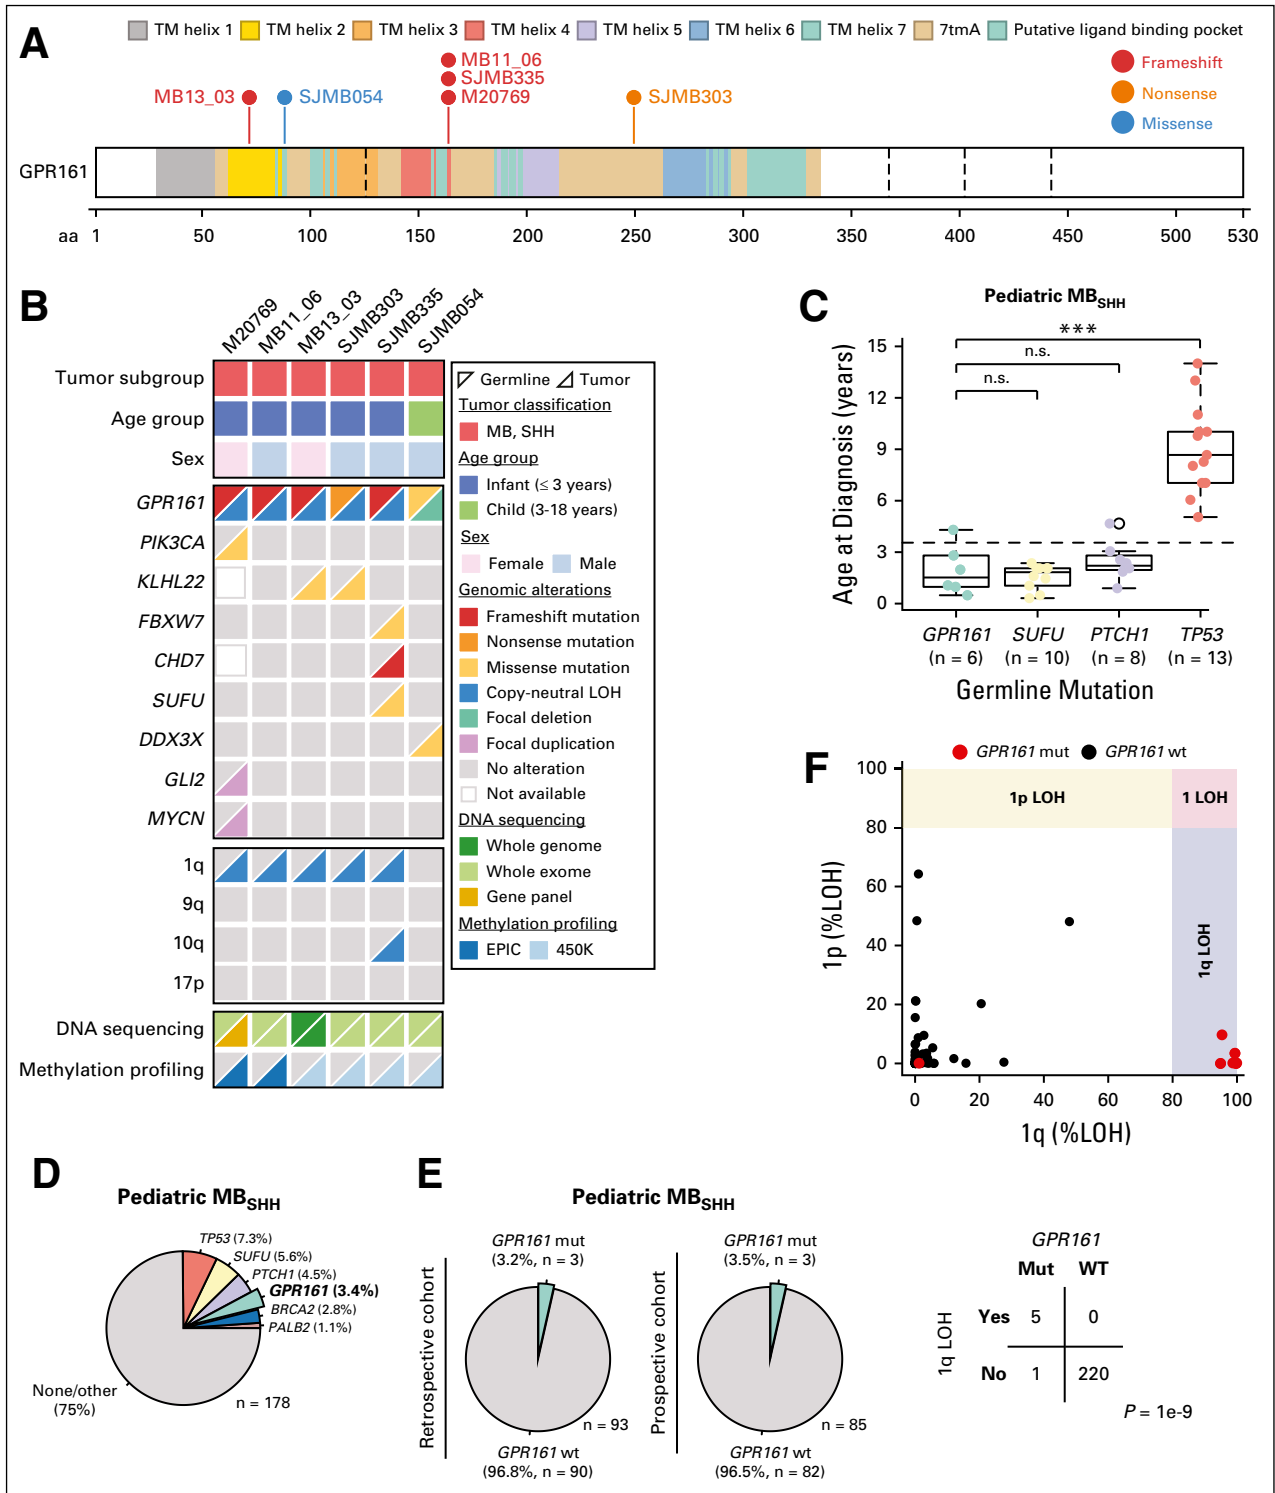 A
TM helix 1 TM helix 2 TM helix 3 TM helix 4 TM helix 5 TM helix 6 TM helix 7 7tmA Putative ligand binding pocket
MB11_06
SJMB335
MB13_03 SJMB054 M20769 SJMB303
Frameshift
Nonsense
Missense
GPR161
aa 1 50 100 150 200 250 300 350 400 450 500 530
B
M20769 MB11_06 MB13_03 SJMB303 SJMB335 SJMB054
Tumor subgroup
Age group
Sex
GPR161
PIK3CA
KLHL22
FBXW7
CHD7
SUFU
DDX3X
GLI2
MYCN
1q
9q
10q
17p
DNA sequencing
Methylation profiling
Germline Tumor
Tumor classification
MB, SHH
Age group
Infant (≤ 3 years)
Child (3-18 years)
Sex
Female Male
Genomic alterations
Frameshift mutation
Nonsense mutation
Missense mutation
Copy-neutral LOH
Focal deletion
Focal duplication
No alteration
Not available
DNA sequencing
Whole genome
Whole exome
Gene panel
Methylation profiling
EPIC 450K
C
Pediatric MBSHH
***
n.s.
n.s.
Age at Diagnosis (years)
15
12
9
6
3
0
GPR161 SUFU PTCH1 TP53
(n = 6) (n = 10) (n = 8) (n = 13)
Germline Mutation
F
GPR161 mut GPR161 wt
1p LOH 1 LOH
1q LOH
1p (%LOH)
100
80
60
40
20
0
0 20 40 60 80 100
1q (%LOH)
D
Pediatric MBSHH
TP53 (7.3%)
SUFU (5.6%)
PTCH1 (4.5%)
GPR161 (3.4%)
BRCA2 (2.8%)
PALB2 (1.1%)
None/other
(75%)
n = 178
E
Pediatric MBSHH
Retrospective cohort
GPR161 mut
(3.2%, n = 3)
n = 93
GPR161 wt
(96.8%, n = 90)
Prospective cohort
GPR161 mut
(3.5%, n = 3)
n = 85
GPR161 wt
(96.5%, n = 82)
GPR161
Mut WT
1q LOH
Yes 5 0
No 1 220
P = 1e-9